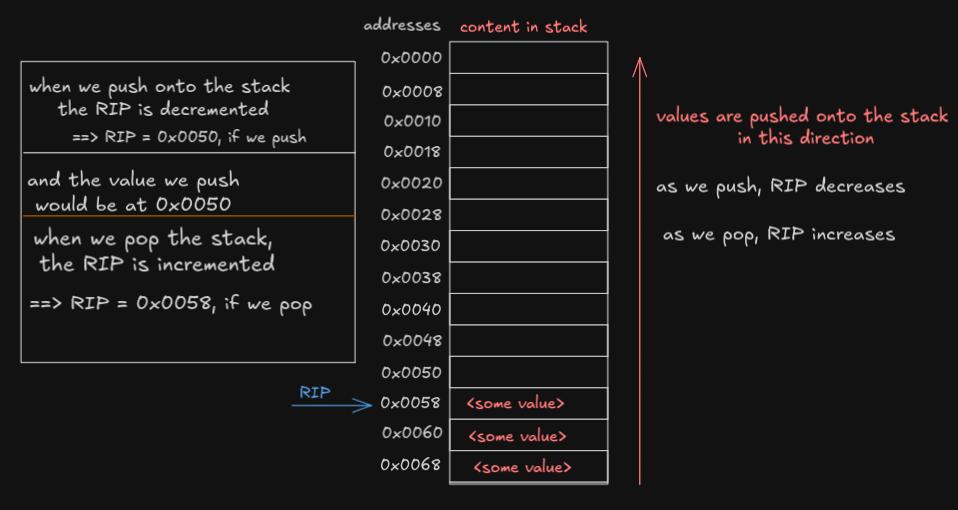 addresses
content in stack
when we push onto the stack
the RIP is decremented
==> RIP = 0x0050, if we push
and the value we push
would be at 0x0050
when we pop the stack,
the RIP is incremented
==> RIP = 0x0058, if we pop
RIP
0x0000
0x0008
0x0010
0x0018
0x0020
0x0028
0x0030
0x0038
0x0040
0x0048
0x0050
0x0058 <some value>
0x0060 <some value>
0x0068 <some value>
values are pushed onto the stack
in this direction
as we push, RIP decreases
as we pop, RIP increases